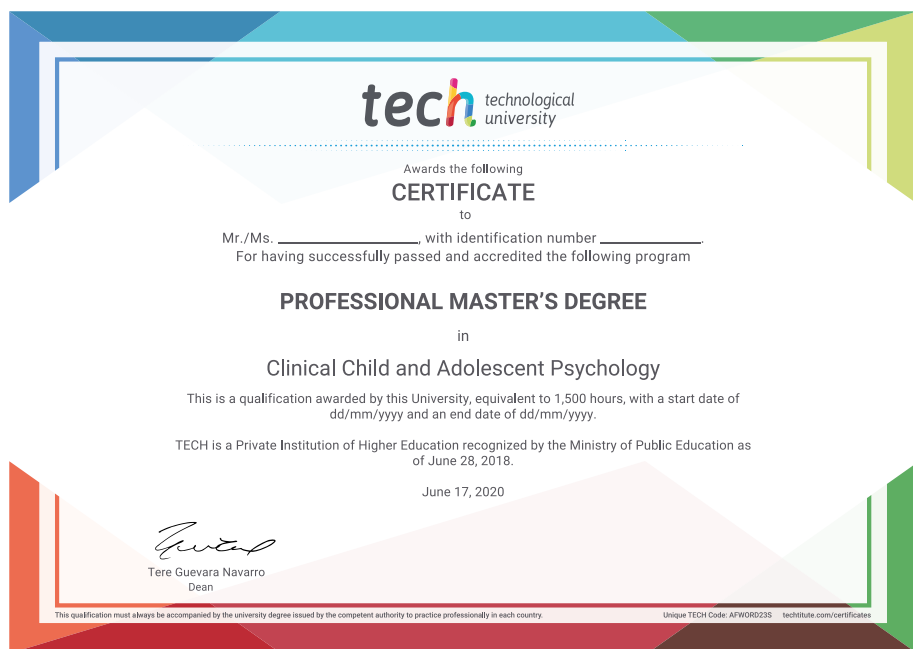 tech technological
university
Awards the following
CERTIFICATE
to
Mr./Ms. ____________________, with identification number ______________.
For having successfully passed and accredited the following program
PROFESSIONAL MASTER'S DEGREE
in
Clinical Child and Adolescent Psychology
This is a qualification awarded by this University, equivalent to 1,500 hours, with a start date of
dd/mm/yyyy and an end date of dd/mm/yyyy.
TECH is a Private Institution of Higher Education recognized by the Ministry of Public Education as
of June 28, 2018.
June 17, 2020
Tere Guevara Navarro
Dean
This qualification must always be accompanied by the university degree issued by the competent authority to practice professionally in each country. Unique TECH Code: AFWORD23S techtitute.com/certificates